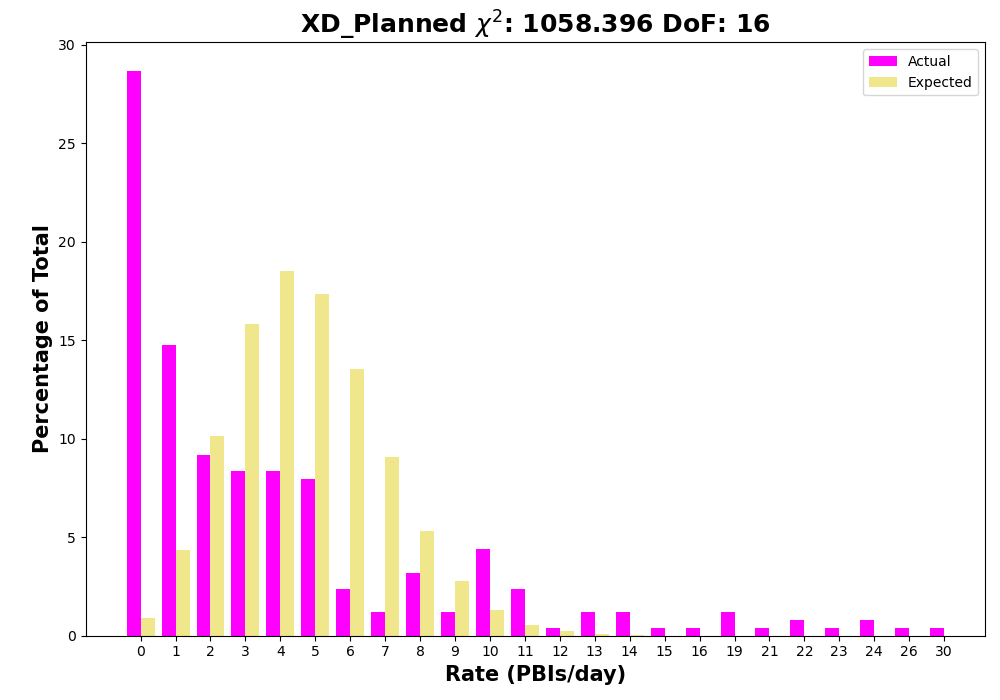 XD_Planned χ²: 1058.396 DoF: 16
Actual
Expected
Percentage of Total
30
25
20
15
10
5
0
0 1 2 3 4 5 6 7 8 9 10 11 12 13 14 15 16 19 21 22 23 24 26 30
Rate (PBIs/day)